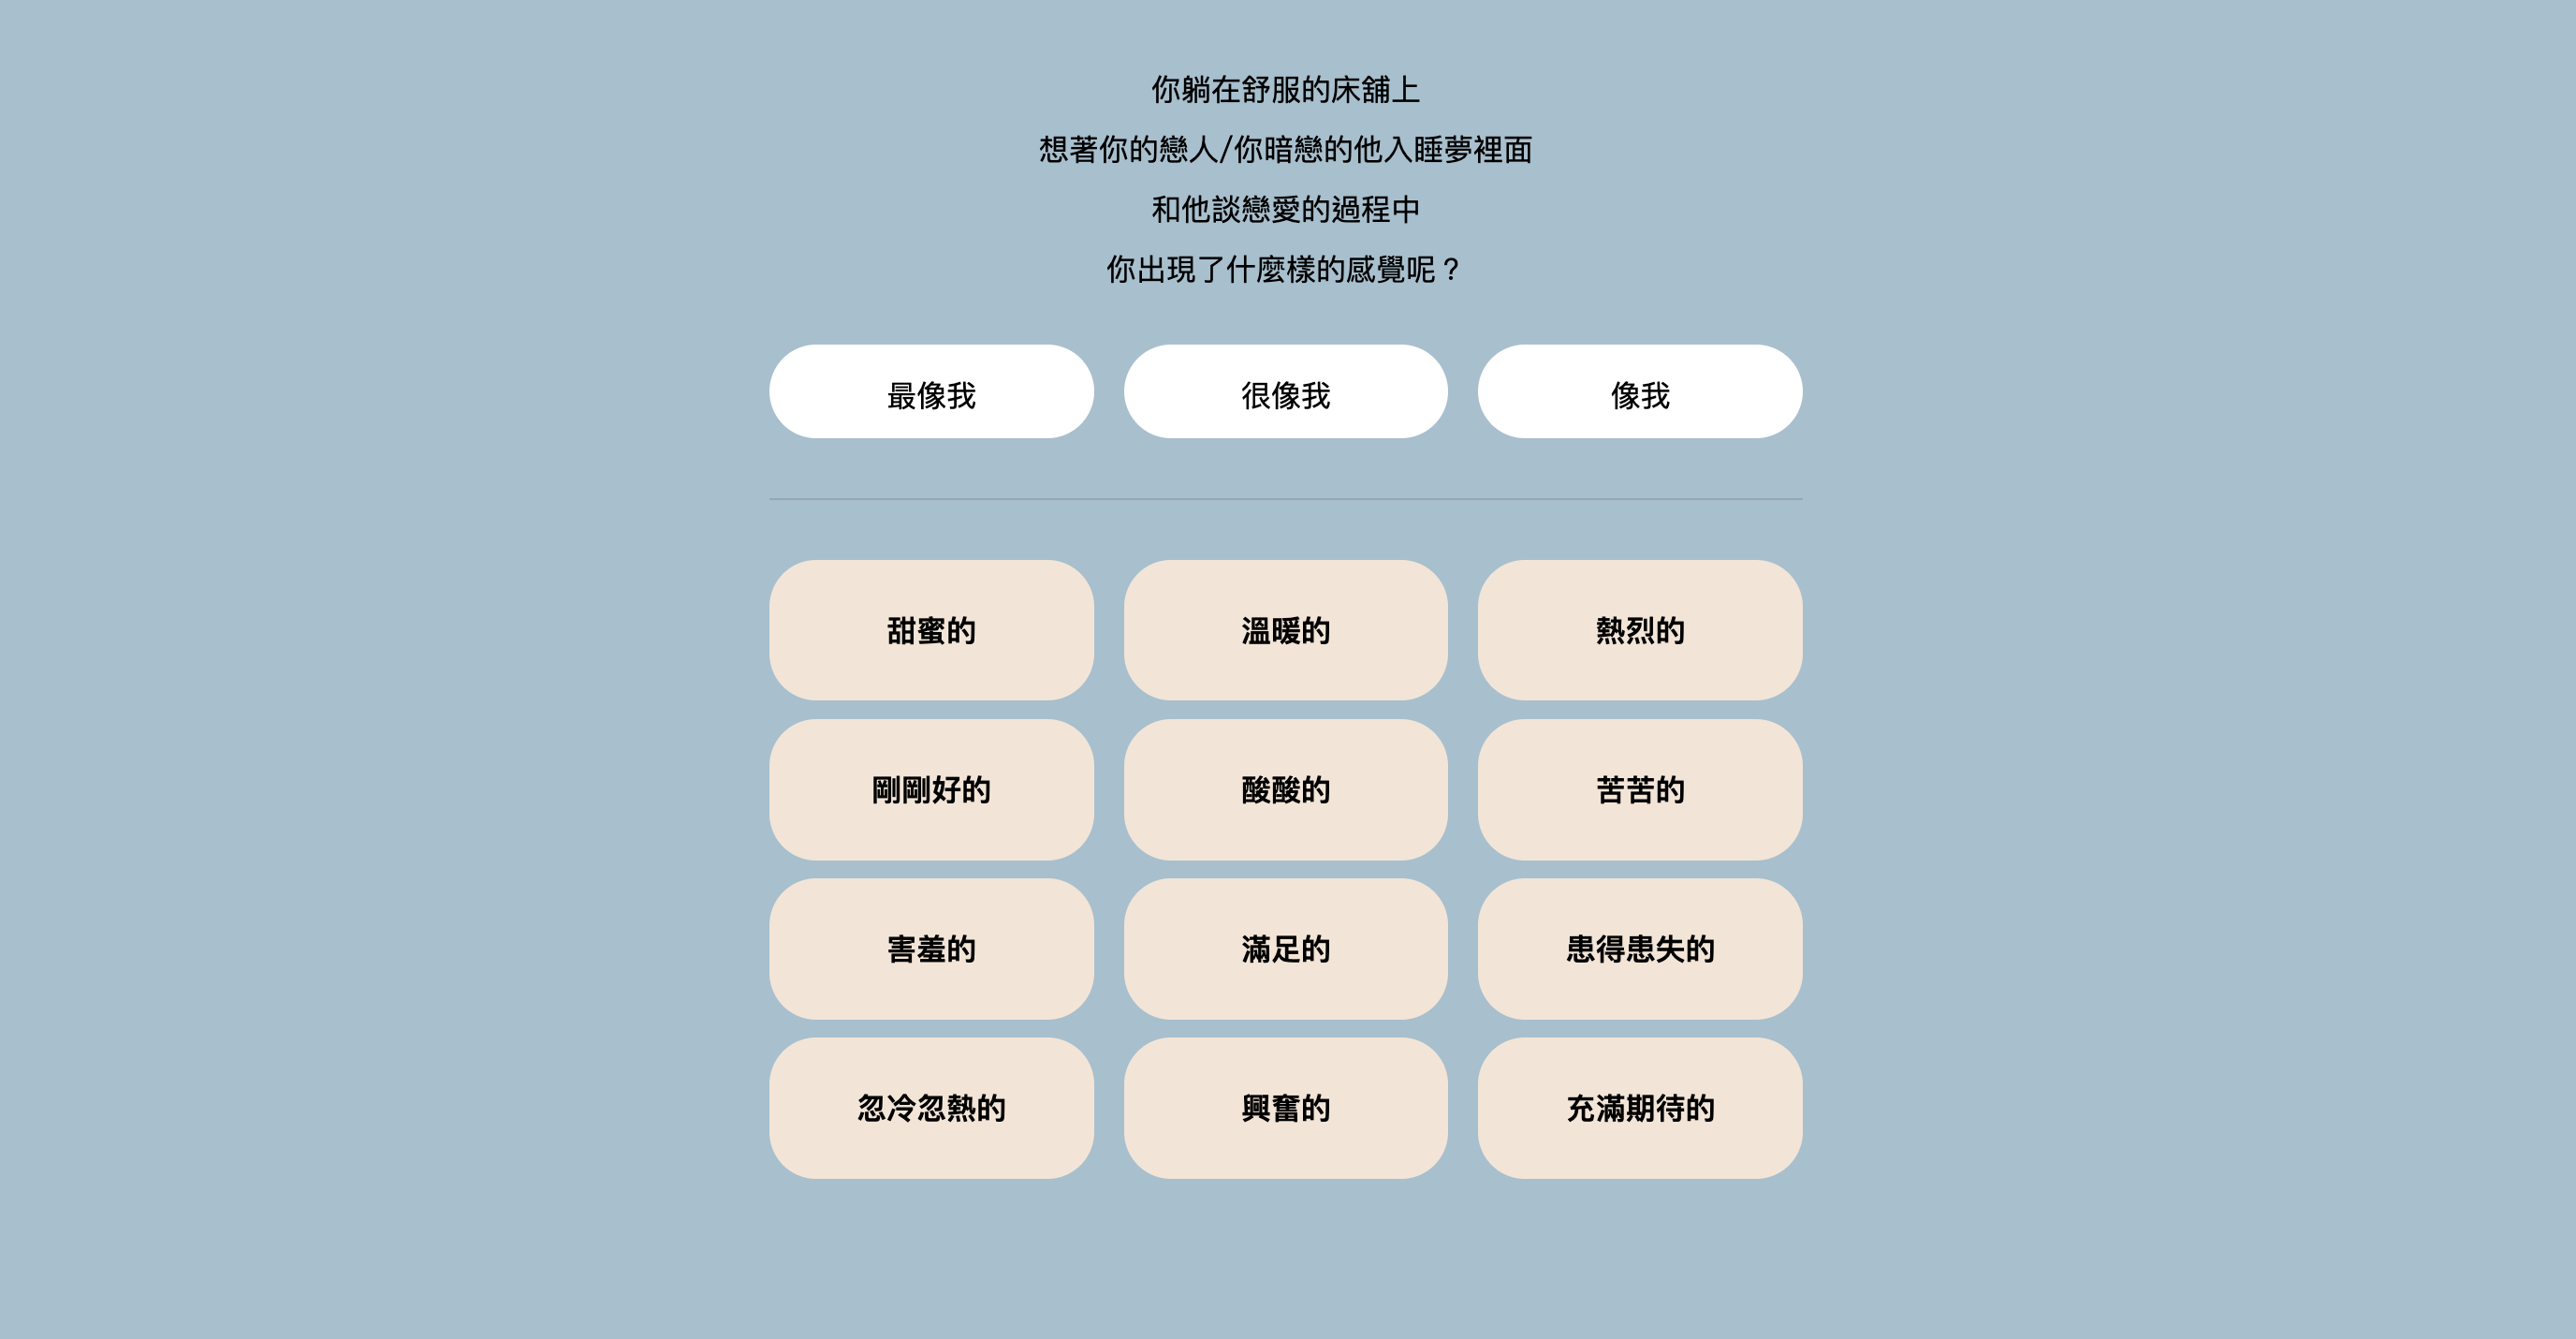 你躺在舒服的床舖上
想著你的戀人/你暗戀的他入睡夢裡面
和他談戀愛的過程中
你出現了什麼樣的感覺呢？
最像我 很像我 像我
甜蜜的 溫暖的 熱烈的
剛剛好的 酸酸的 苦苦的
害羞的 滿足的 患得患失的
忽冷忽熱的 興奮的 充滿期待的